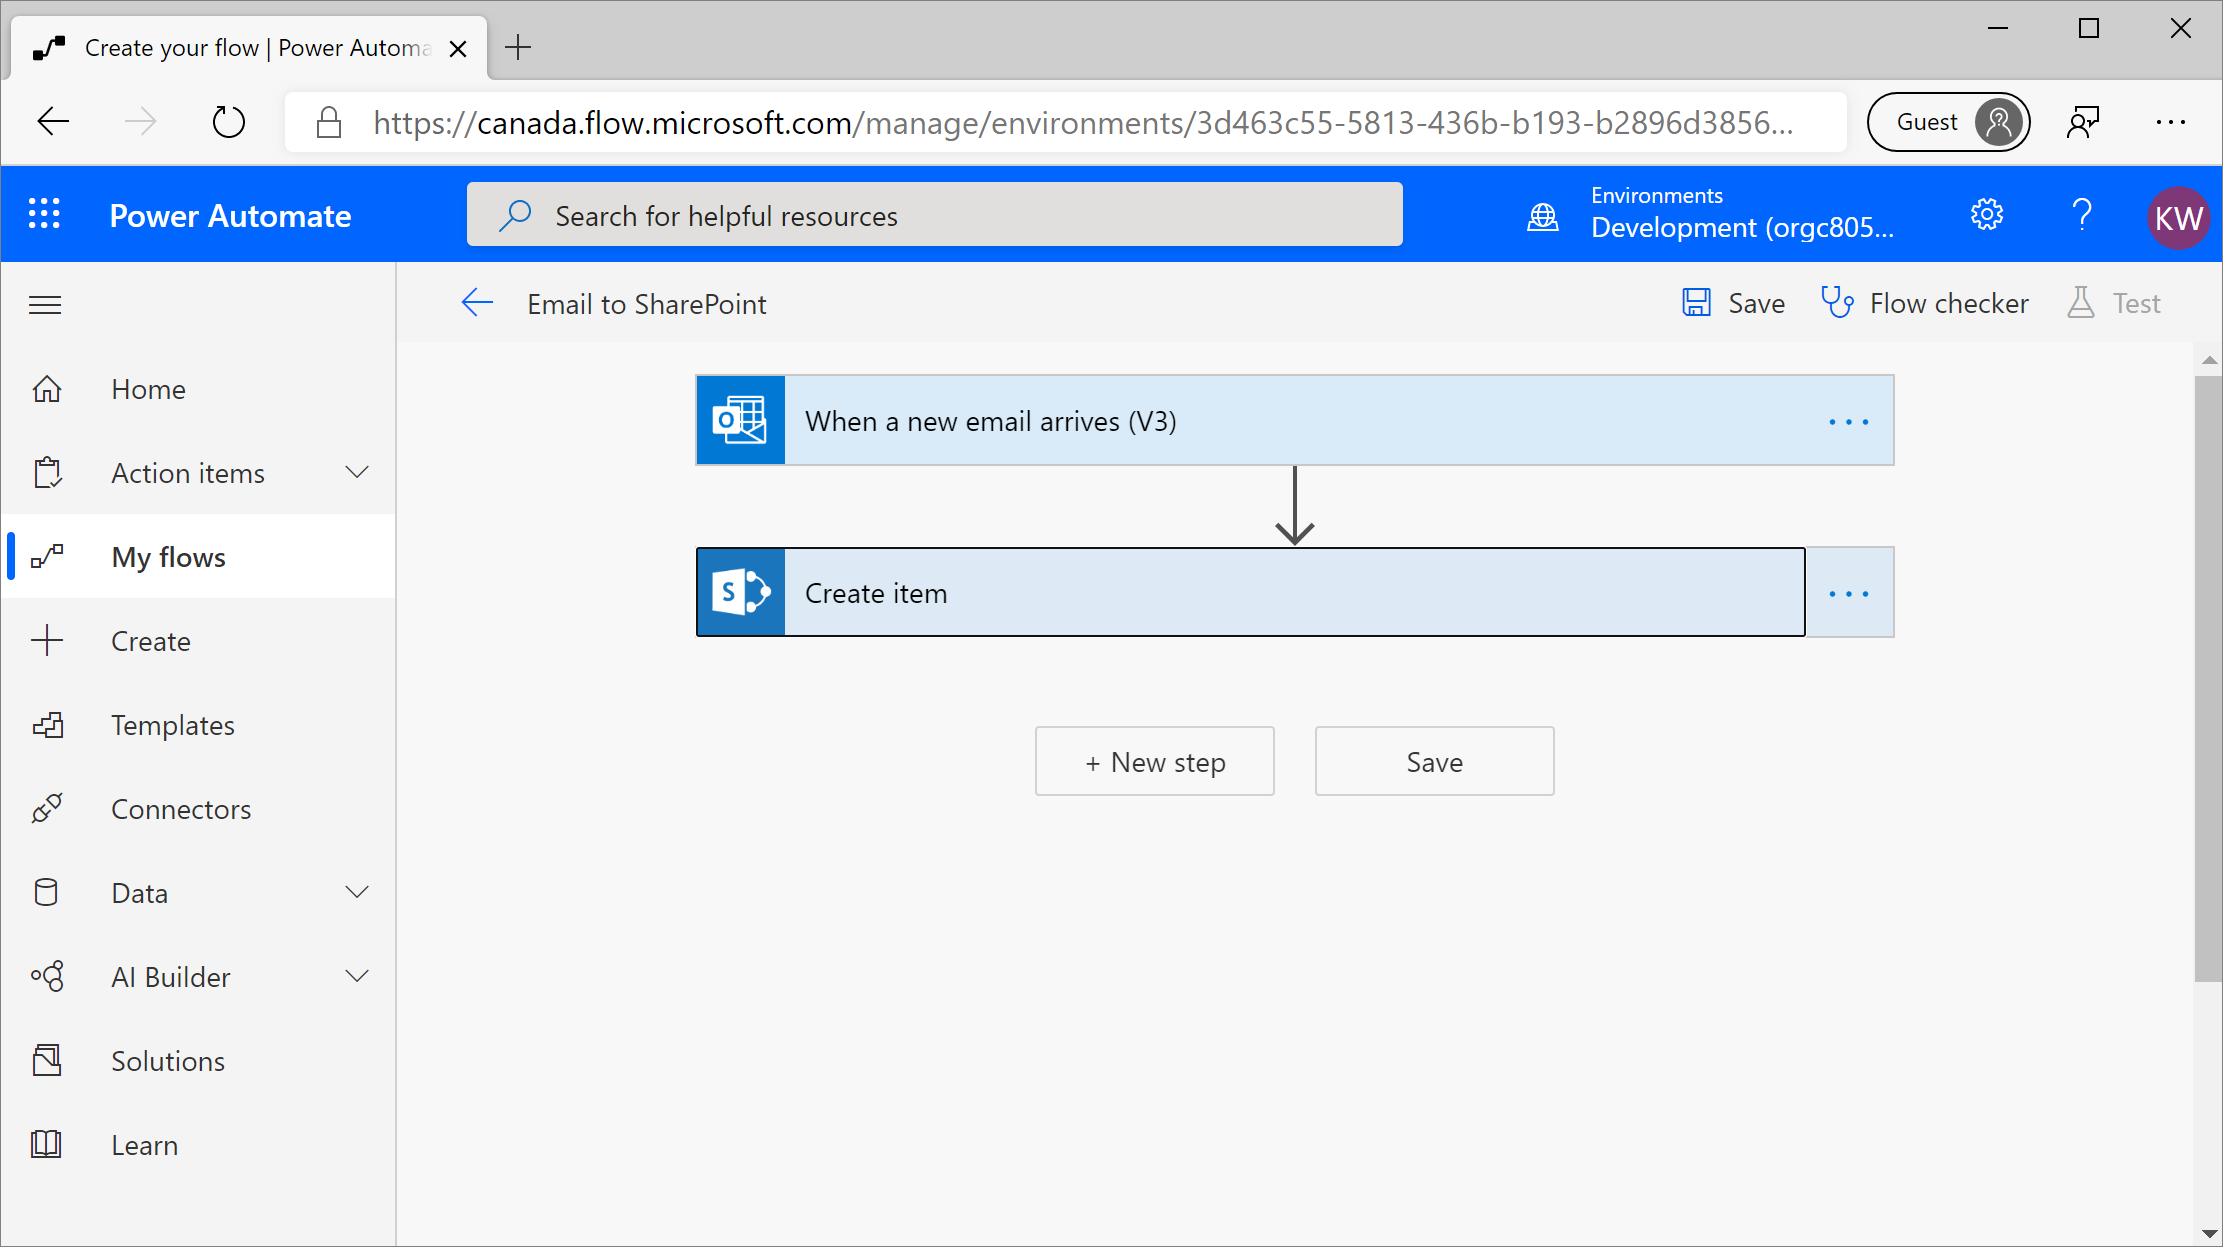 Create your flow | Power Automa
https://canada.flow.microsoft.com/manage/environments/3d463c55-5813-436b-b193-b2896d3856...
Guest
Power Automate
Search for helpful resources
Environments
Development (orgc805...
KW
Email to SharePoint
Save
Flow checker
Test
Home
Action items
My flows
Create
Templates
Connectors
Data
AI Builder
Solutions
Learn
When a new email arrives (V3)
Create item
+ New step
Save